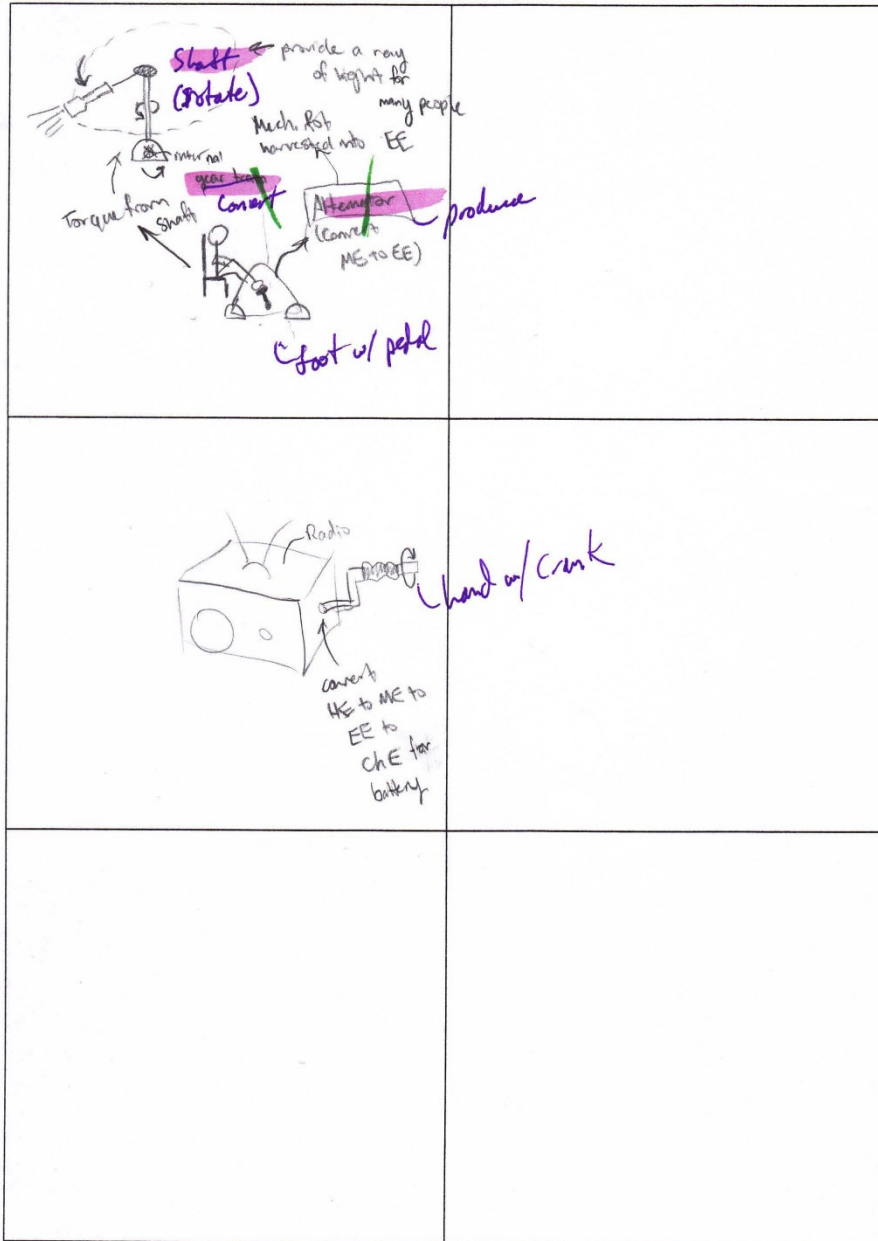 Shaft
(rotate)
provide a ray
of light for
many people
Mech. Rot
harvested into EE
internal
gear train
Convert
Torque from
shaft
Alternator
(Convert
ME to EE)
produce
foot w/ pedal
Radio
hand w/ Crank
convert
HE to ME to
EE to
ChE for
battery